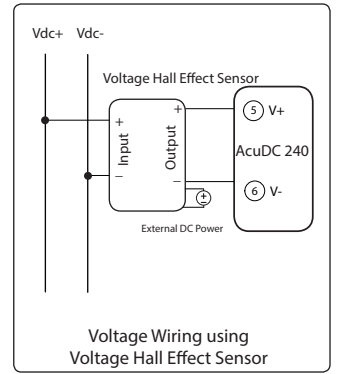 Vdc+ Vdc-
Voltage Hall Effect Sensor
+ Input − + Output −
5 V+
AcuDC 240
6 V-
External DC Power
Voltage Wiring using
Voltage Hall Effect Sensor